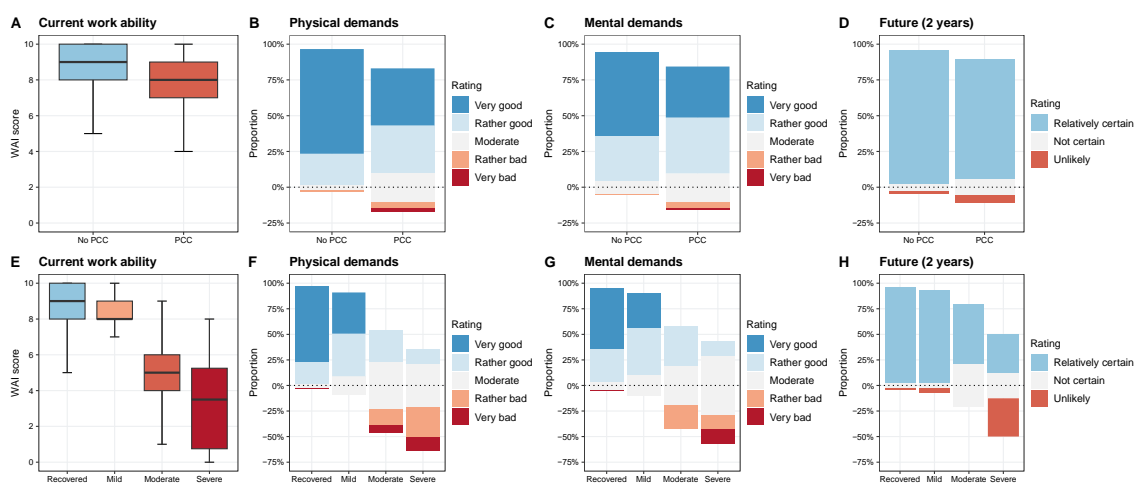 A Current work ability
WAI score
10
8
6
4
2
0
No PCC PCC
B Physical demands
Proportion
100%
75%
50%
25%
0%
−25%
No PCC PCC
Rating
Very good
Rather good
Moderate
Rather bad
Very bad
C Mental demands
Proportion
100%
75%
50%
25%
0%
−25%
No PCC PCC
Rating
Very good
Rather good
Moderate
Rather bad
Very bad
D Future (2 years)
Proportion
100%
75%
50%
25%
0%
−25%
No PCC PCC
Rating
Relatively certain
Not certain
Unlikely
E Current work ability
WAI score
10
8
6
4
2
0
Recovered Mild Moderate Severe
F Physical demands
Proportion
100%
75%
50%
25%
0%
−25%
−50%
−75%
Recovered Mild Moderate Severe
Rating
Very good
Rather good
Moderate
Rather bad
Very bad
G Mental demands
Proportion
100%
75%
50%
25%
0%
−25%
−50%
−75%
Recovered Mild Moderate Severe
Rating
Very good
Rather good
Moderate
Rather bad
Very bad
H Future (2 years)
Proportion
100%
75%
50%
25%
0%
−25%
−50%
−75%
Recovered Mild Moderate Severe
Rating
Relatively certain
Not certain
Unlikely